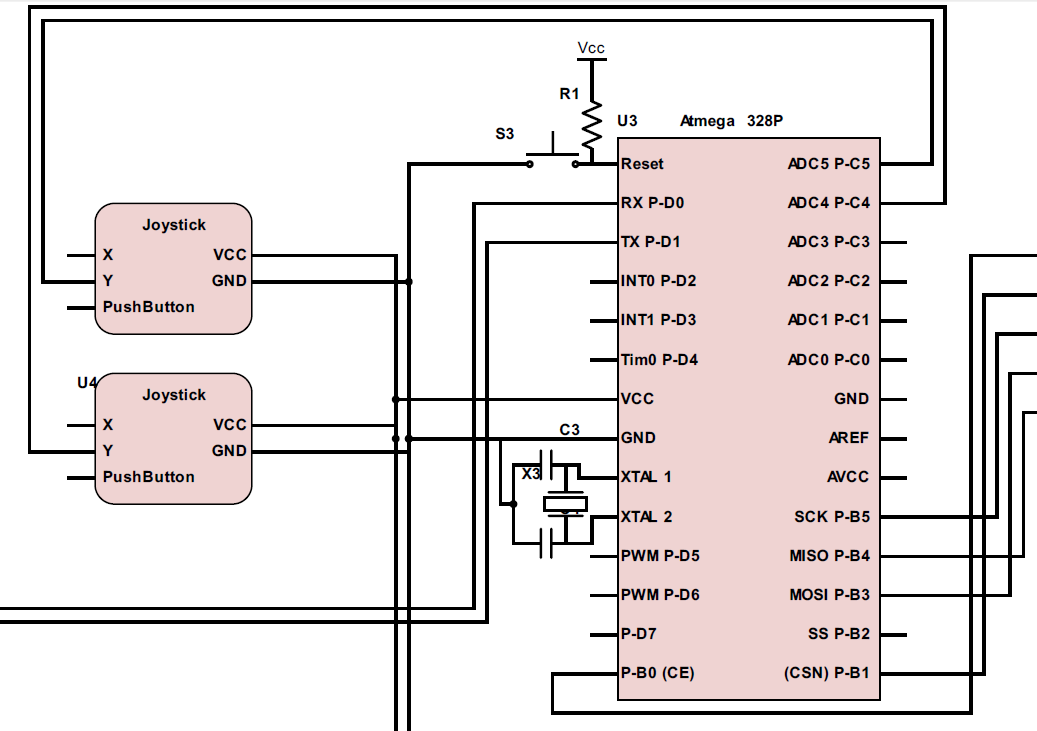 Vcc
R1
S3
U3 Atmega 328P
Reset ADC5 P-C5
RX P-D0 ADC4 P-C4
TX P-D1 ADC3 P-C3
INT0 P-D2 ADC2 P-C2
INT1 P-D3 ADC1 P-C1
Tim0 P-D4 ADC0 P-C0
VCC GND
GND AREF
XTAL 1 AVCC
XTAL 2 SCK P-B5
PWM P-D5 MISO P-B4
PWM P-D6 MOSI P-B3
P-D7 SS P-B2
P-B0 (CE) (CSN) P-B1
Joystick
X VCC
Y GND
PushButton
U4
Joystick
X VCC
Y GND
PushButton
C3
X3